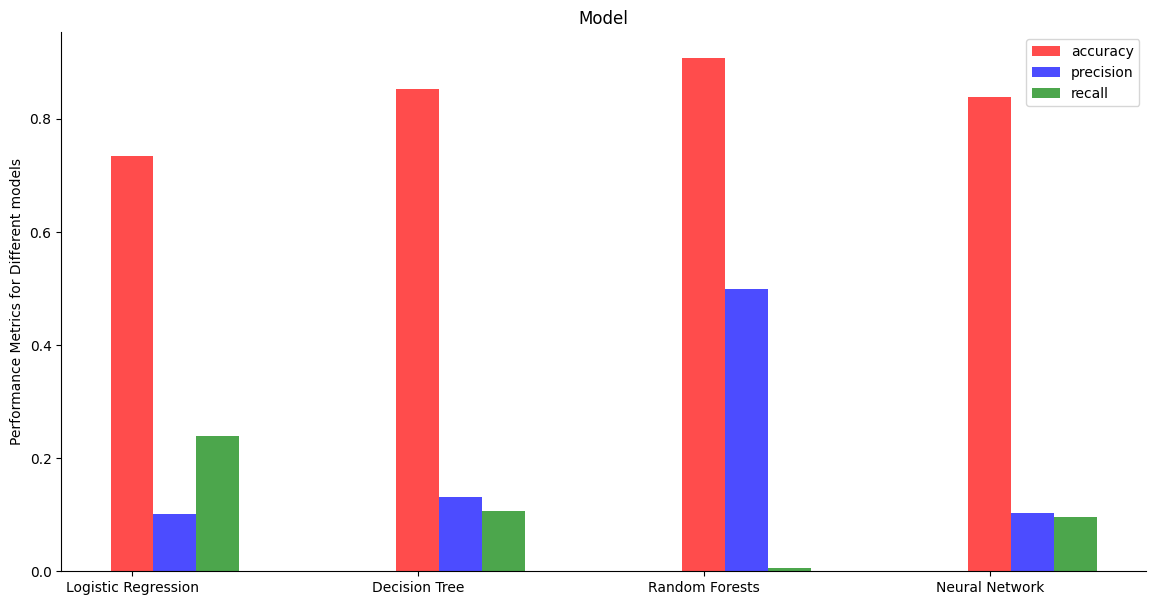 Model
accuracy
precision
recall
Performance Metrics for Different models
0.8
0.6
0.4
0.2
0.0
Logistic Regression
Decision Tree
Random Forests
Neural Network